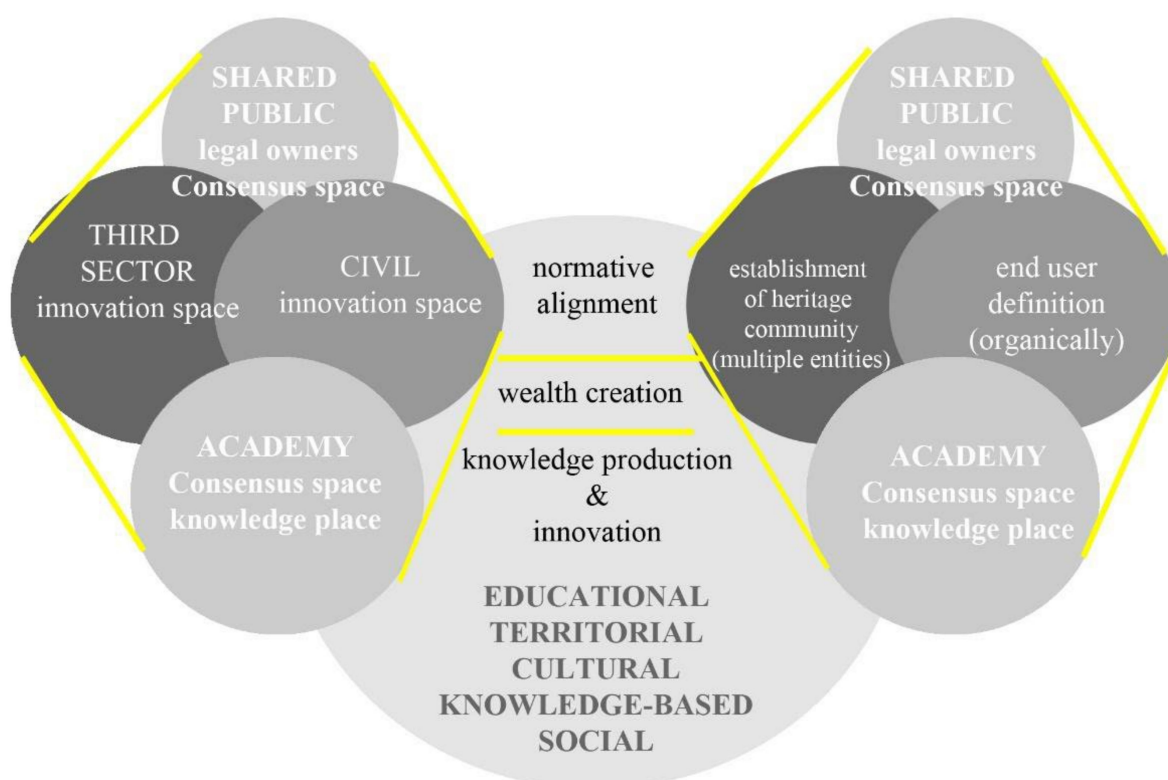 SHARED
PUBLIC
legal owners
Consensus space
THIRD
SECTOR
innovation space
CIVIL
innovation space
ACADEMY
Consensus space
knowledge place
normative
alignment
wealth creation
knowledge production
&
innovation
EDUCATIONAL
TERRITORIAL
CULTURAL
KNOWLEDGE-BASED
SOCIAL
SHARED
PUBLIC
legal owners
Consensus space
establishment
of heritage
community
(multiple entities)
end user
definition
(organically)
ACADEMY
Consensus space
knowledge place